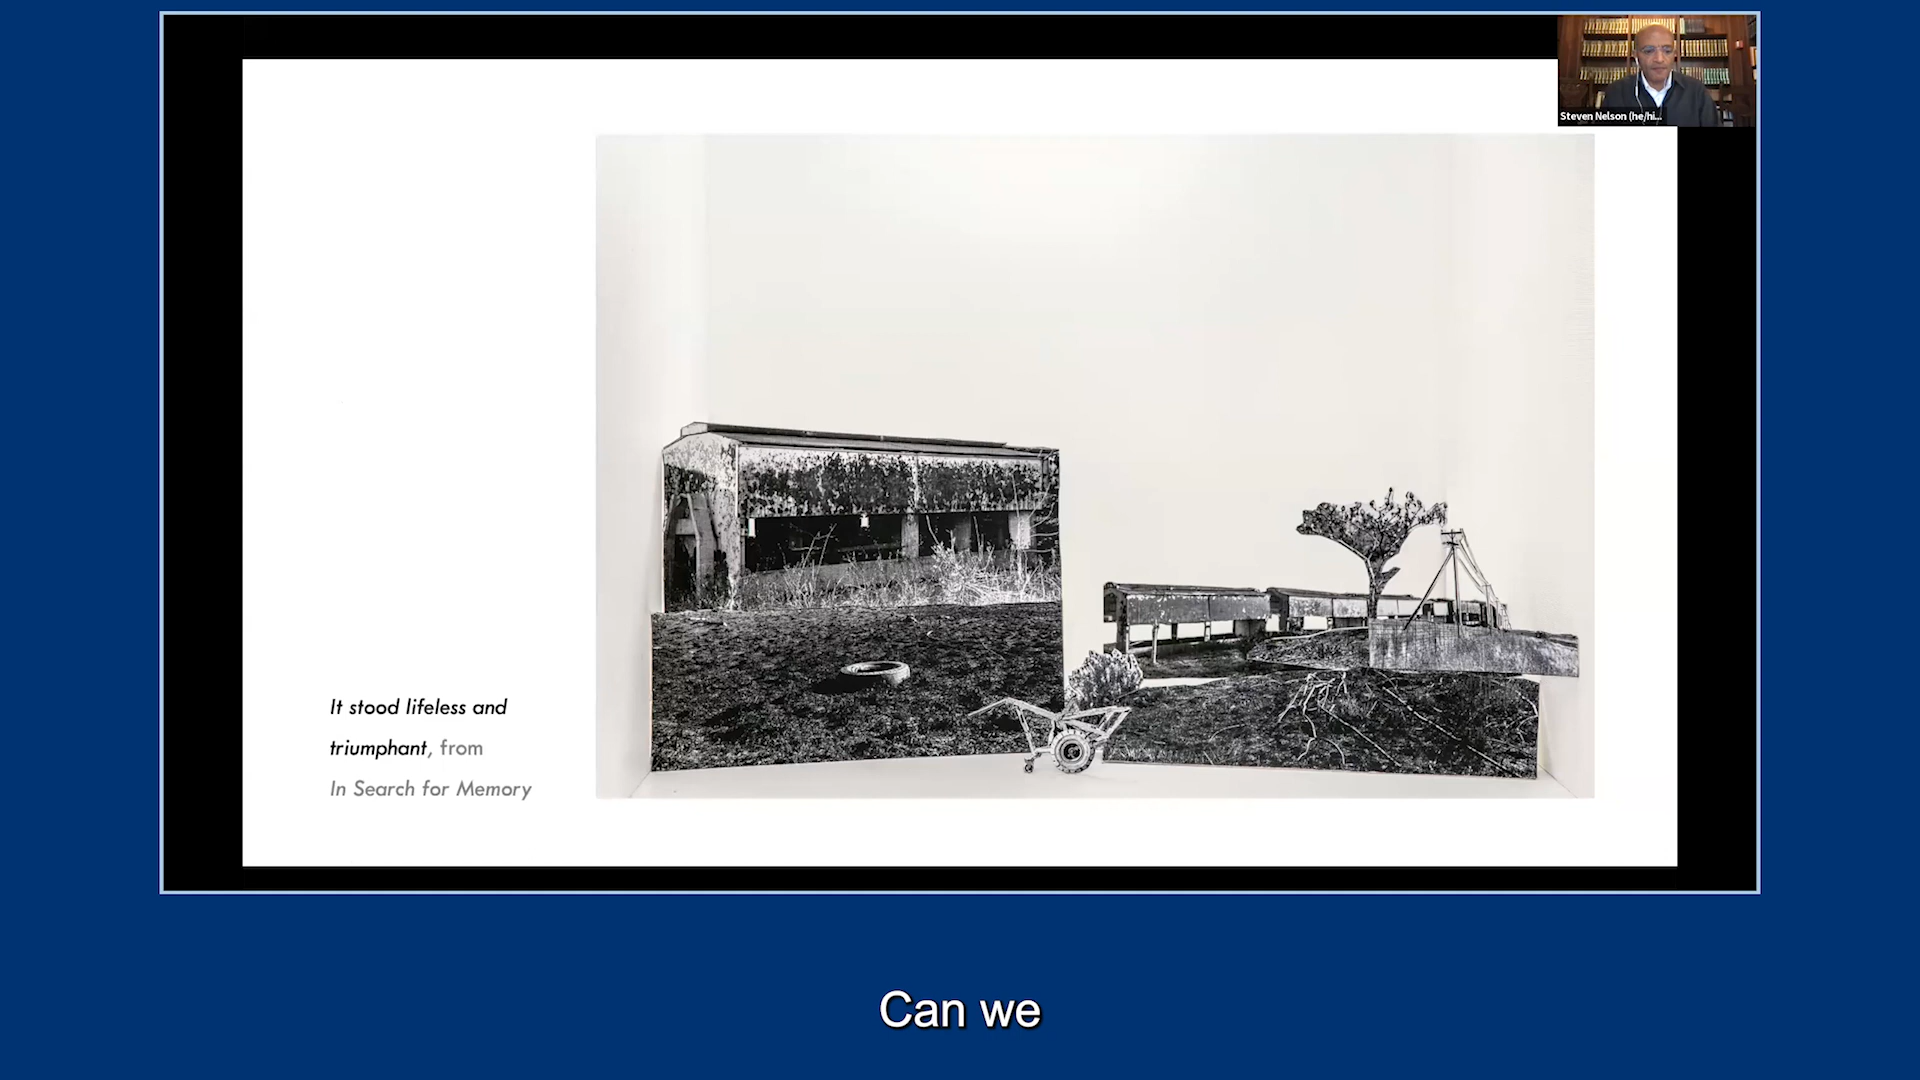 Steven Nelson (he/hi...
It stood lifeless and
triumphant, from
In Search for Memory
Can we